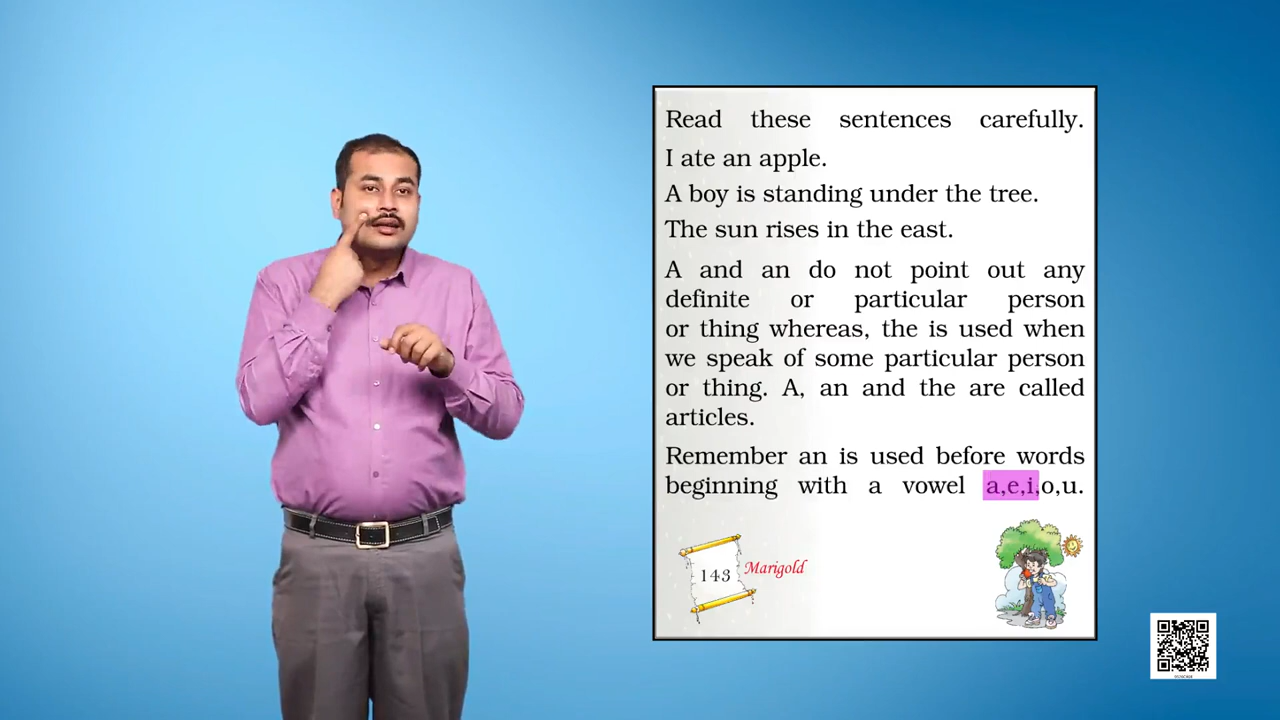 Read these sentences carefully.
I ate an apple.
A boy is standing under the tree.
The sun rises in the east.
A and an do not point out any
definite or particular person
or thing whereas, the is used when
we speak of some particular person
or thing. A, an and the are called
articles.
Remember an is used before words
beginning with a vowel a,e,i,o,u.
143
Marigold